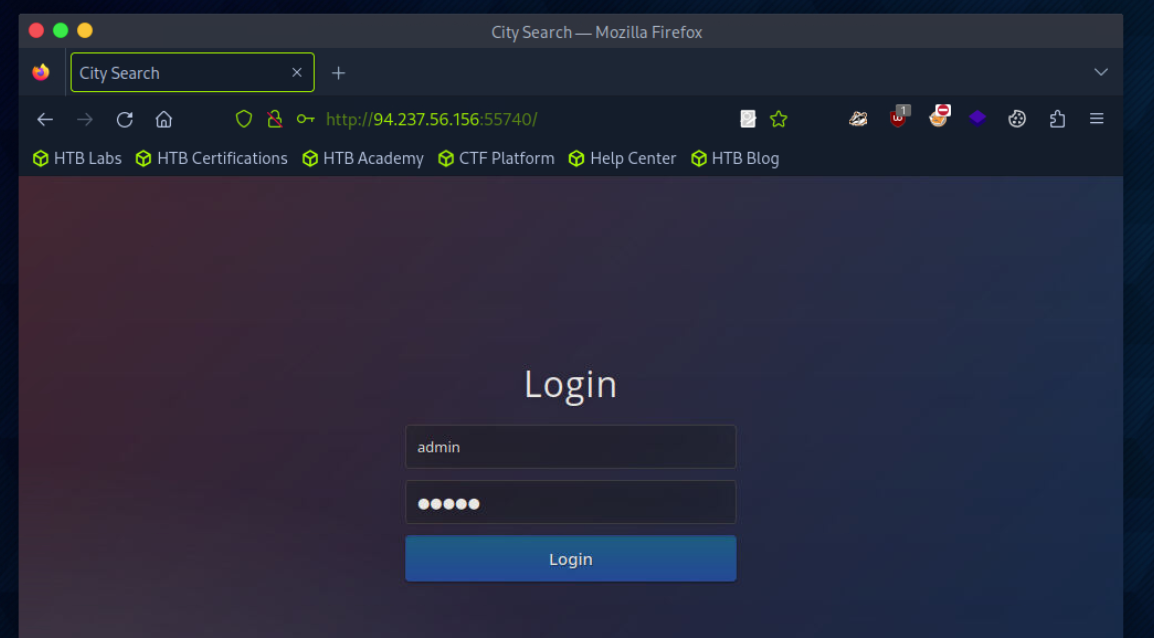 City Search — Mozilla Firefox
City Search
http://94.237.56.156:55740/
1
HTB Labs HTB Certifications HTB Academy CTF Platform Help Center HTB Blog
Login
admin
●●●●●
Login